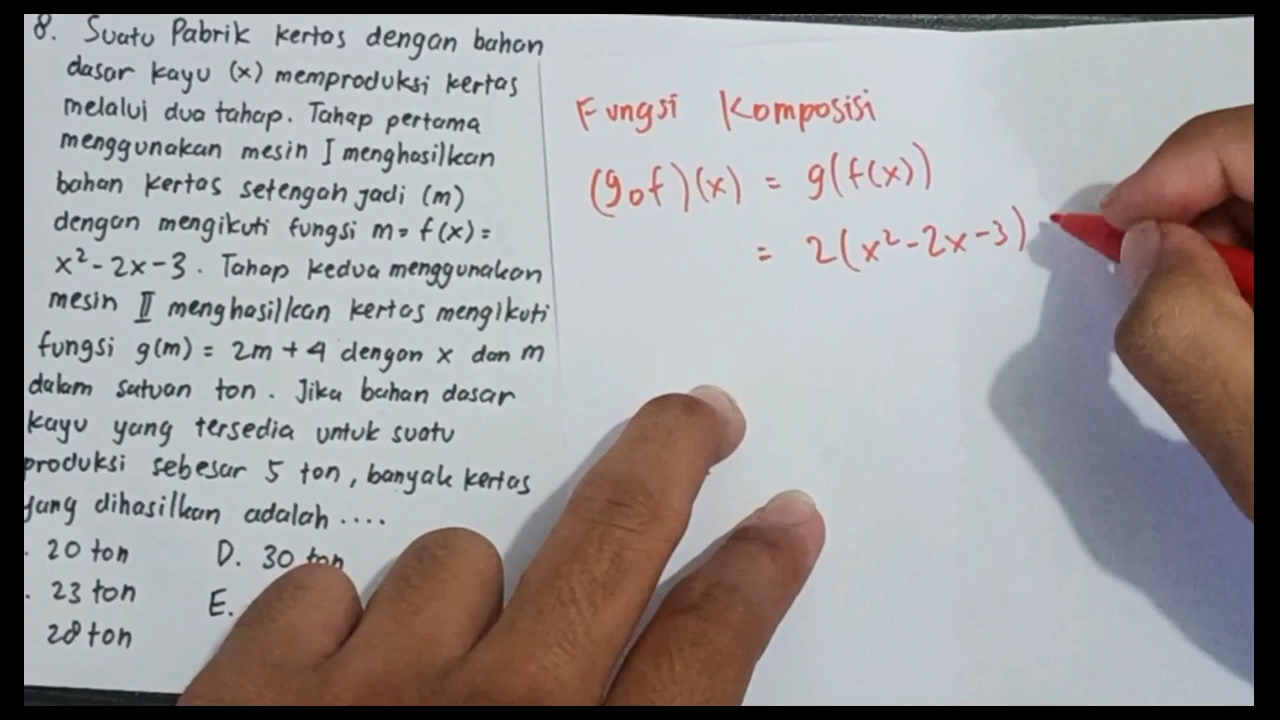 8. Suatu Pabrik kertas dengan bahan
dasar kayu (x) memproduksi kertas
melalui dua tahap. Tahap pertama
menggunakan mesin I menghasilkan
bahan kertas setengah jadi (m)
dengan mengikuti fungsi m = f(x) =
x² - 2x - 3. Tahap kedua menggunakan
mesin II menghasilkan kertas mengikuti
fungsi g(m) = 2m + 4 dengan x dan m
dalam satuan ton. Jika bahan dasar
kayu yang tersedia untuk suatu
produksi sebesar 5 ton, banyak kertas
yang dihasilkan adalah ....
. 20 ton
. 23 ton
28 ton
D. 30 ton
E.
Fungsi Komposisi
(gof)(x) = g(f(x))
= 2(x² - 2x - 3)